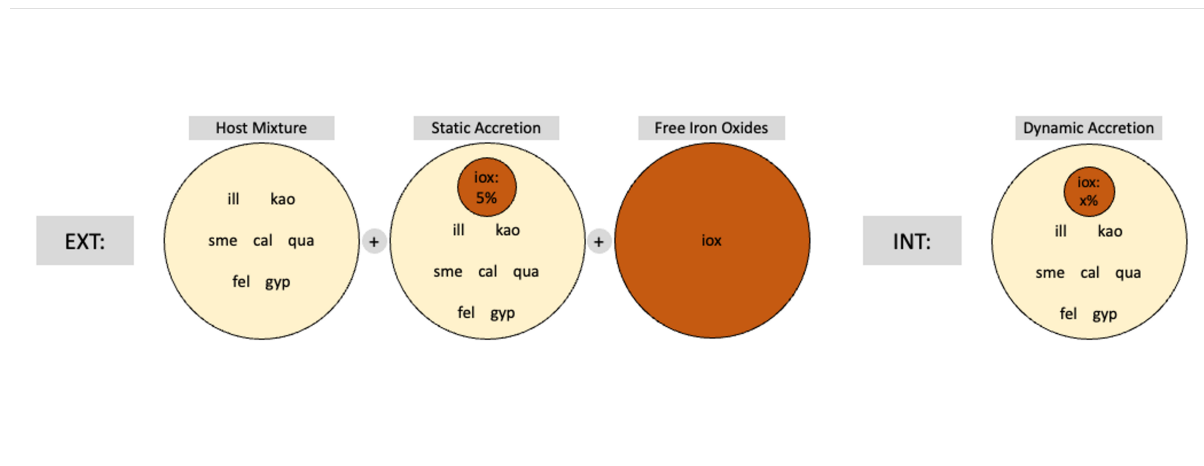 Host Mixture
Static Accretion
Free Iron Oxides
Dynamic Accretion
EXT:
ill kao
sme cal qua
fel gyp
+
iox:
5%
ill kao
sme cal qua
fel gyp
+
iox
INT:
iox:
x%
ill kao
sme cal qua
fel gyp